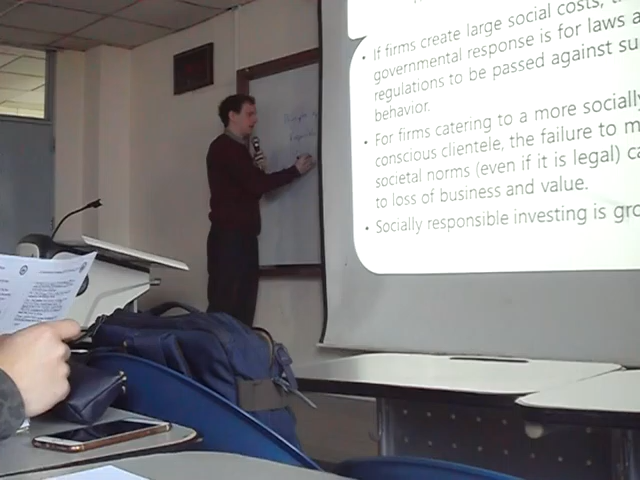 • If firms create large social costs, t
governmental response is for laws a
regulations to be passed against su
behavior.
• For firms catering to a more sociall
conscious clientele, the failure to m
societal norms (even if it is legal) ca
to loss of business and value.
• Socially responsible investing is gro